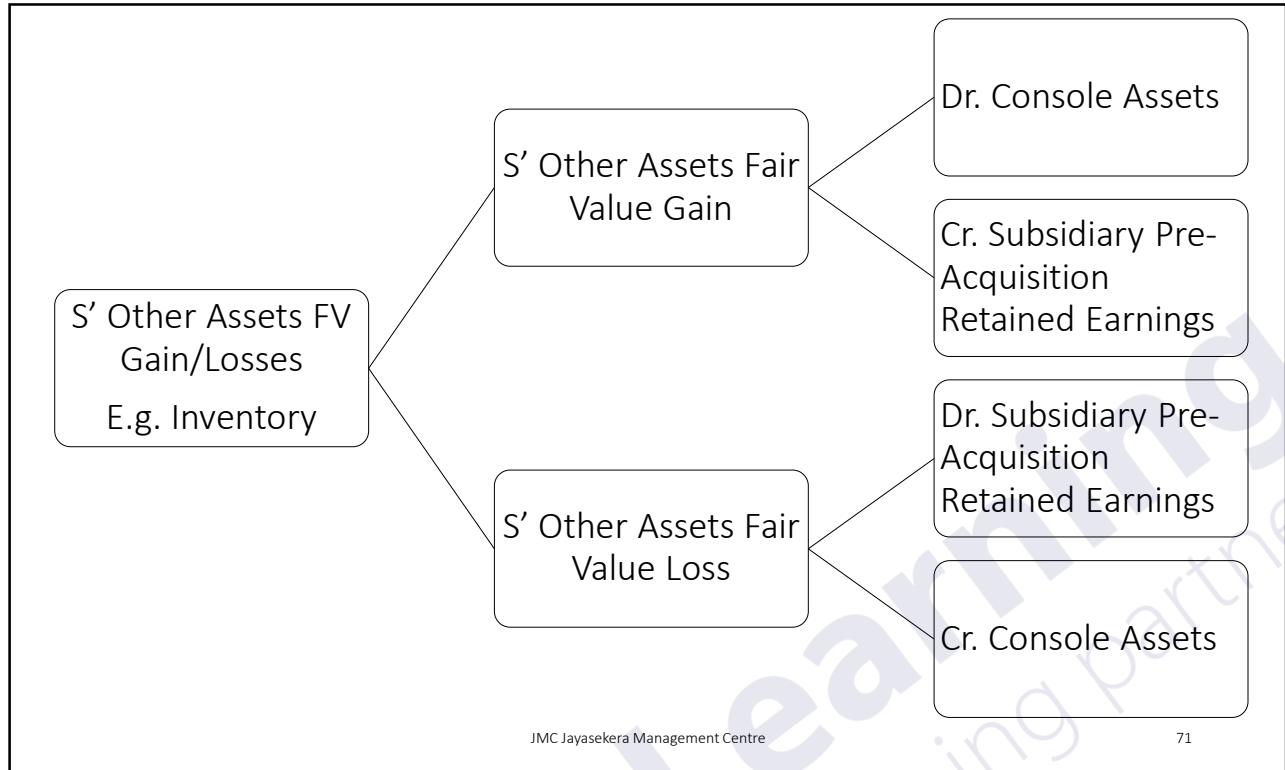 S’ Other Assets FV
Gain/Losses
E.g. Inventory
S’ Other Assets Fair
Value Gain
Dr. Console Assets
Cr. Subsidiary Pre-
Acquisition
Retained Earnings
S’ Other Assets Fair
Value Loss
Dr. Subsidiary Pre-
Acquisition
Retained Earnings
Cr. Console Assets
JMC Jayasekera Management Centre
71
Learning